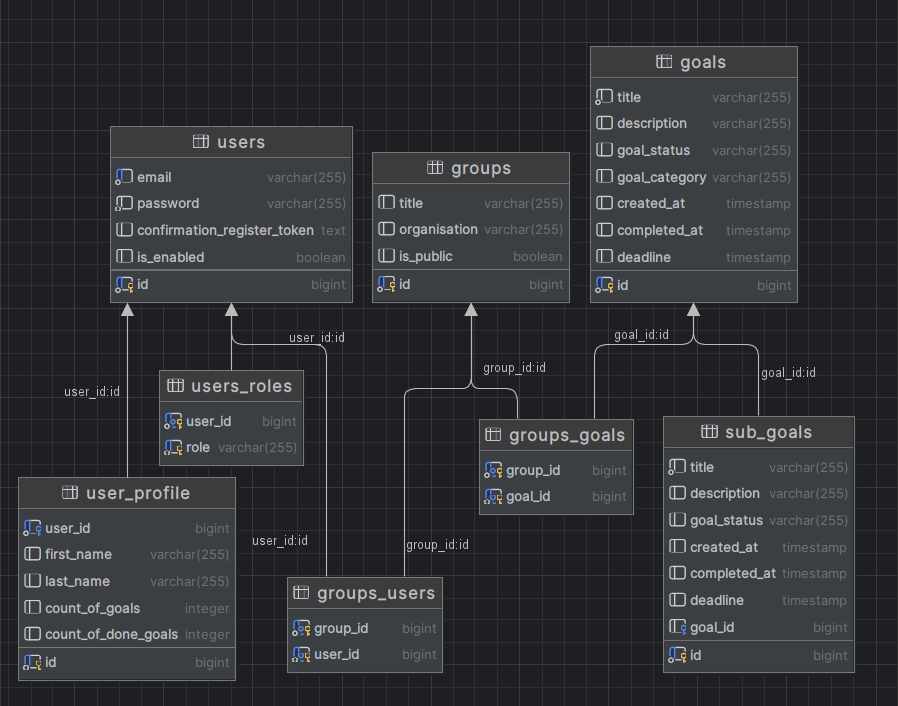 goals
title varchar(255)
description varchar(255)
goal_status varchar(255)
goal_category varchar(255)
created_at timestamp
completed_at timestamp
deadline timestamp
id bigint
users
email varchar(255)
password varchar(255)
confirmation_register_token text
is_enabled boolean
id bigint
groups
title varchar(255)
organisation varchar(255)
is_public boolean
id bigint
user_id:id
goal_id:id
group_id:id
goal_id:id
user_id:id
users_roles
user_id bigint
role varchar(255)
groups_goals
group_id bigint
goal_id bigint
sub_goals
title varchar(255)
description varchar(255)
goal_status varchar(255)
created_at timestamp
completed_at timestamp
deadline timestamp
goal_id bigint
id bigint
user_profile
user_id bigint
first_name varchar(255)
last_name varchar(255)
count_of_goals integer
count_of_done_goals integer
id bigint
user_id:id
group_id:id
groups_users
group_id bigint
user_id bigint